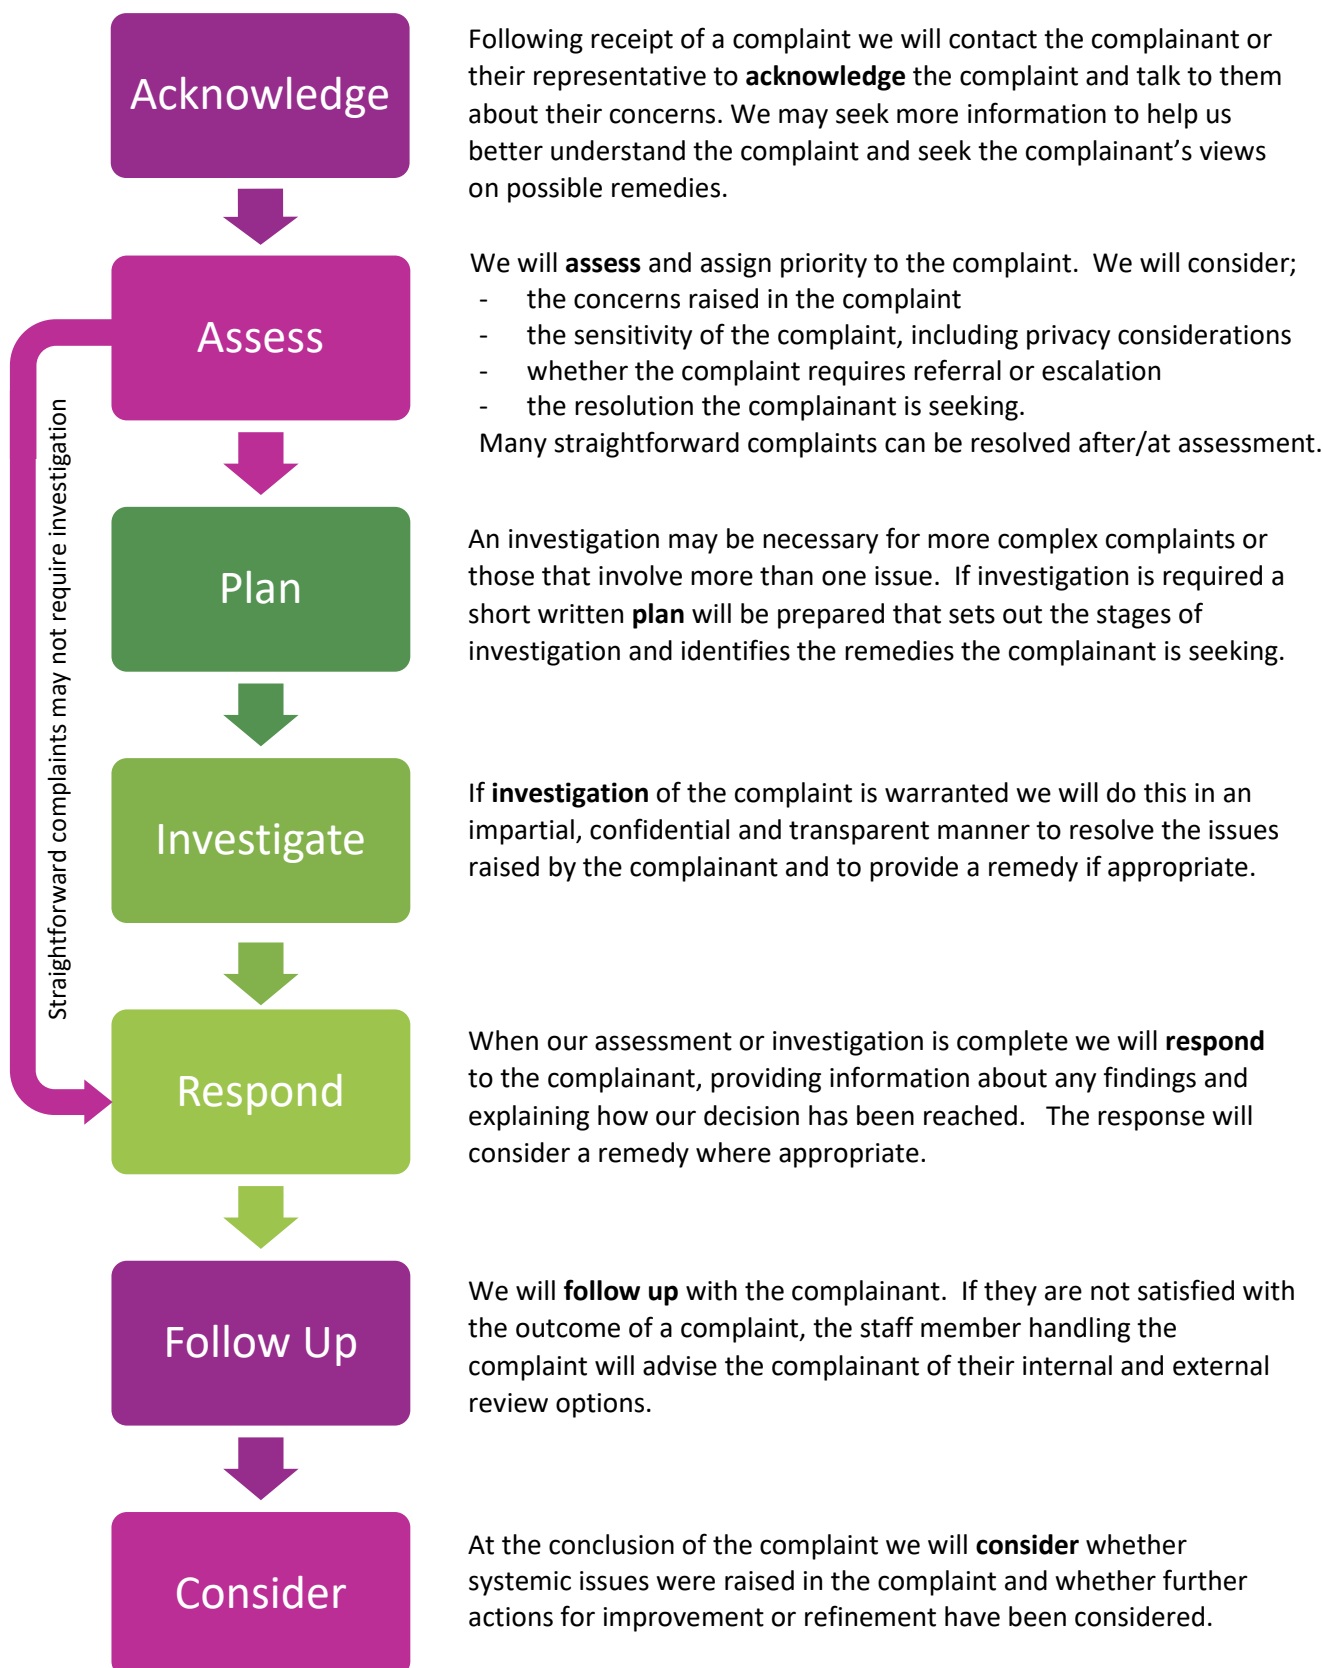 Acknowledge
Following receipt of a complaint we will contact the complainant or
their representative to acknowledge the complaint and talk to them
about their concerns. We may seek more information to help us
better understand the complaint and seek the complainant’s views
on possible remedies.
Assess
We will assess and assign priority to the complaint.  We will consider;
- the concerns raised in the complaint
- the sensitivity of the complaint, including privacy considerations
- whether the complaint requires referral or escalation
- the resolution the complainant is seeking.
Many straightforward complaints can be resolved after/at assessment.
Straightforward complaints may not require investigation
Plan
An investigation may be necessary for more complex complaints or
those that involve more than one issue.  If investigation is required a
short written plan will be prepared that sets out the stages of
investigation and identifies the remedies the complainant is seeking.
Investigate
If investigation of the complaint is warranted we will do this in an
impartial, confidential and transparent manner to resolve the issues
raised by the complainant and to provide a remedy if appropriate.
Respond
When our assessment or investigation is complete we will respond
to the complainant, providing information about any findings and
explaining how our decision has been reached.   The response will
consider a remedy where appropriate.
Follow Up
We will follow up with the complainant.  If they are not satisfied with
the outcome of a complaint, the staff member handling the
complaint will advise the complainant of their internal and external
review options.
Consider
At the conclusion of the complaint we will consider whether
systemic issues were raised in the complaint and whether further
actions for improvement or refinement have been considered.